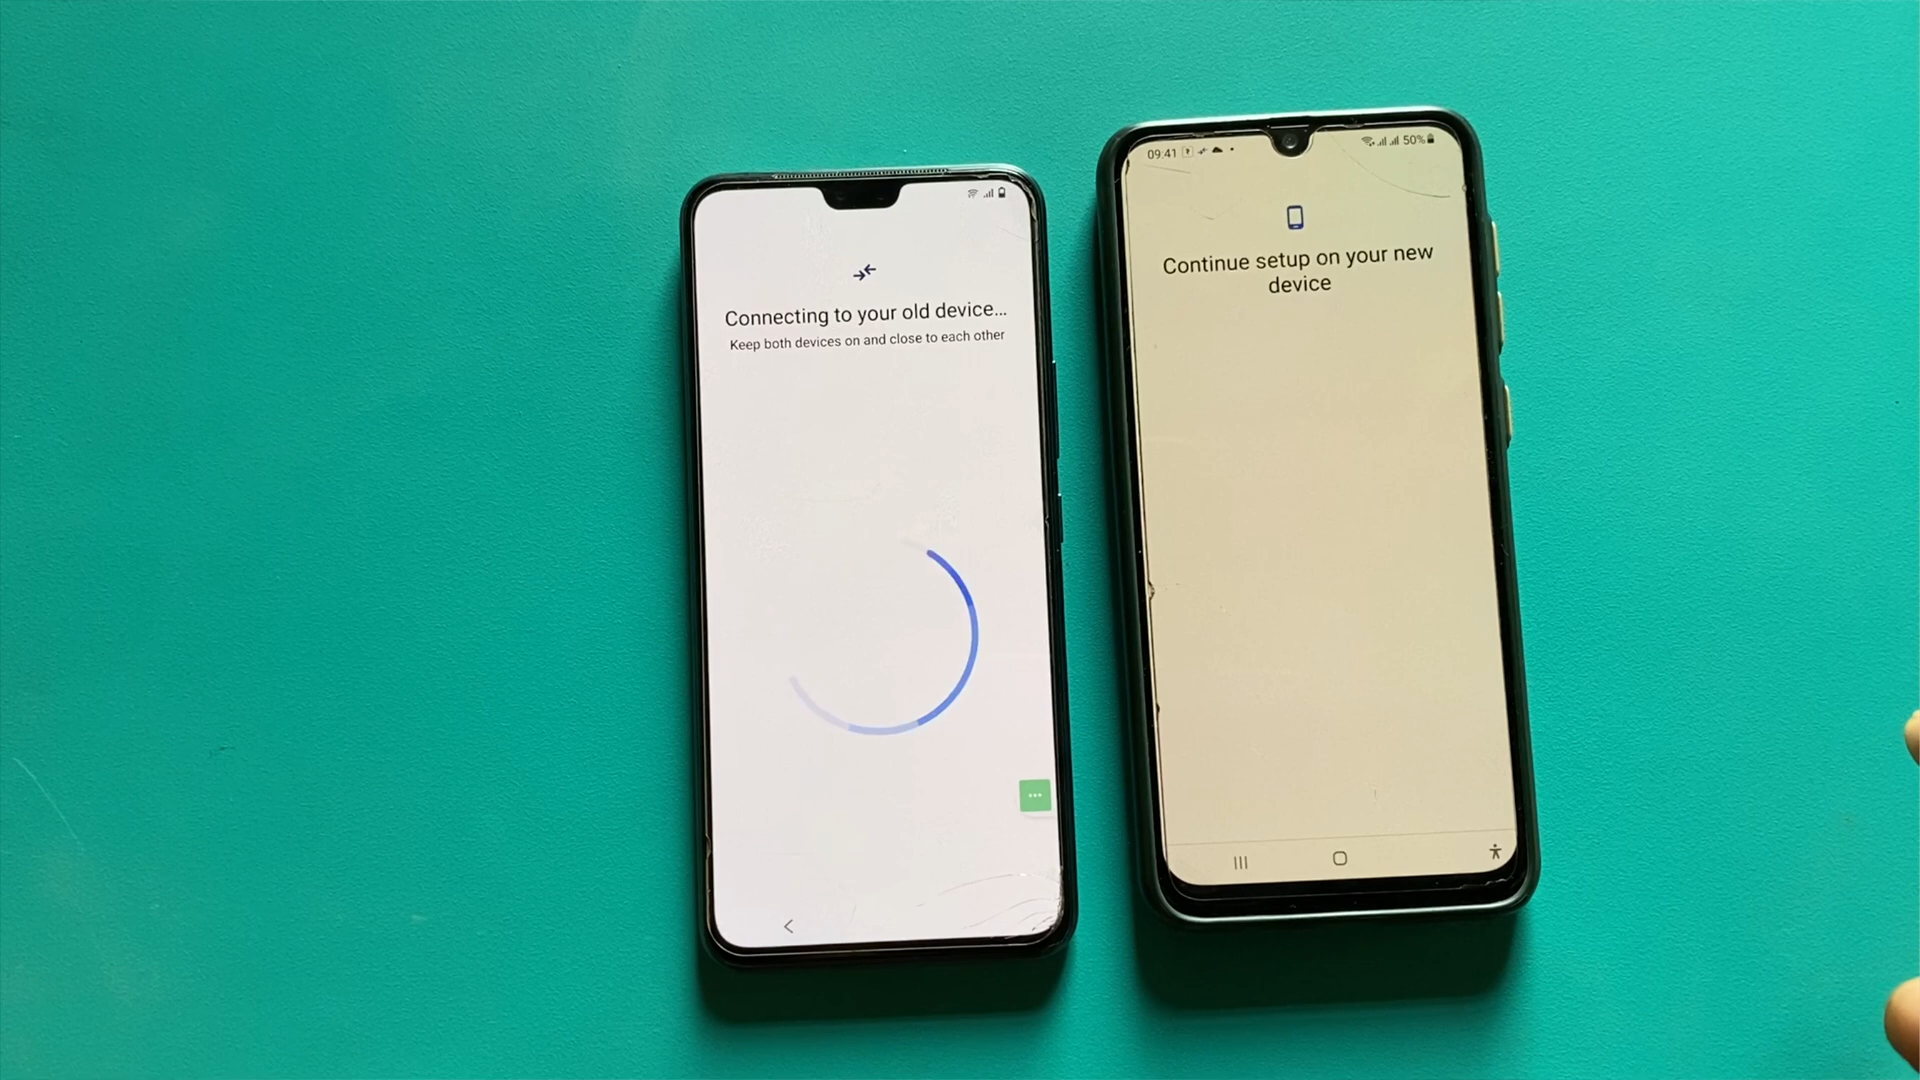 Connecting to your old device...
Keep both devices on and close to each other
09:41
50%
Continue setup on your new
device